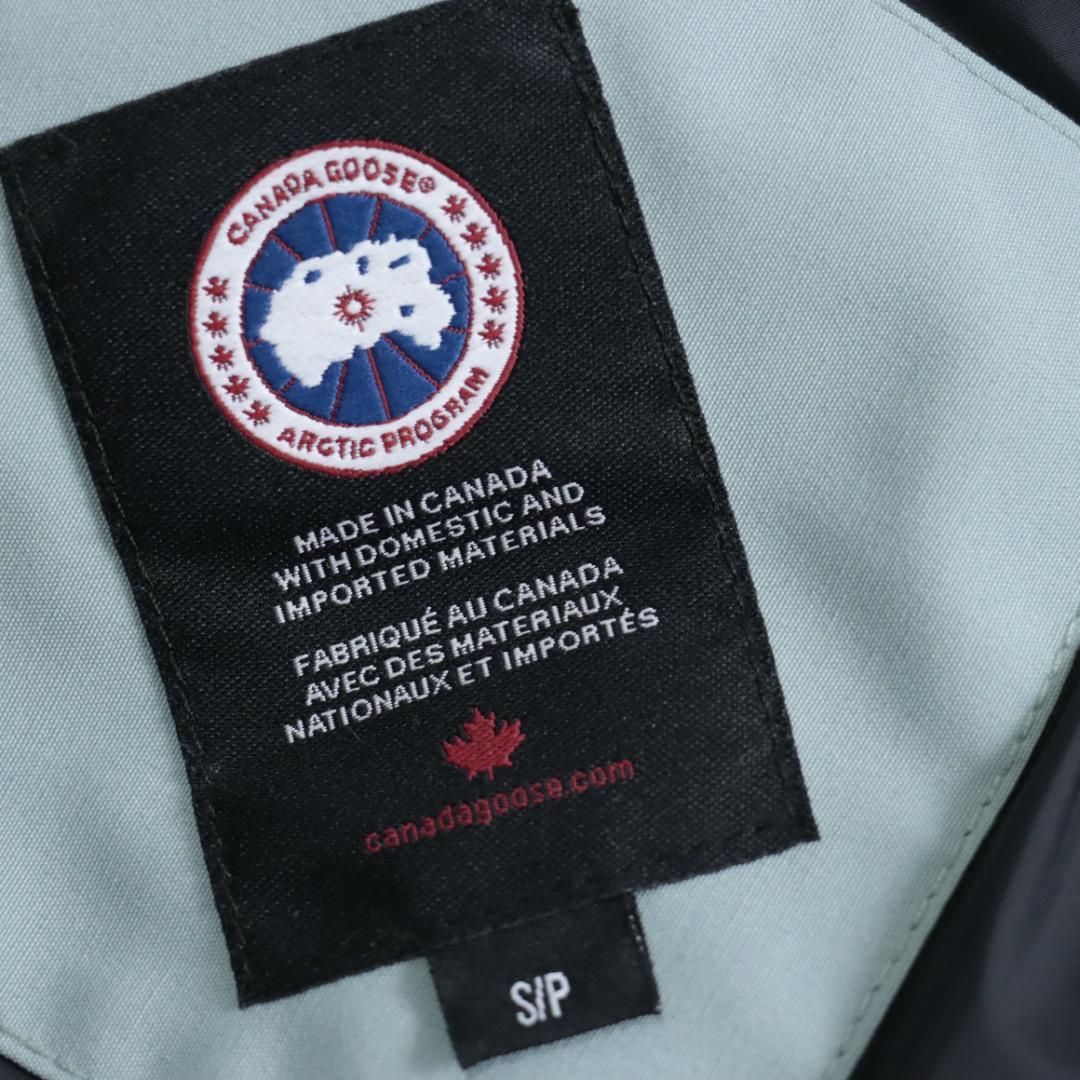 CANADA GOOSE®
ARCTIC PROGRAM
MADE IN CANADA
WITH DOMESTIC AND
IMPORTED MATERIALS
FABRIQUÉ AU CANADA
AVEC DES MATERIAUX
NATIONAUX ET IMPORTÉS
canadagoose.com
S/P